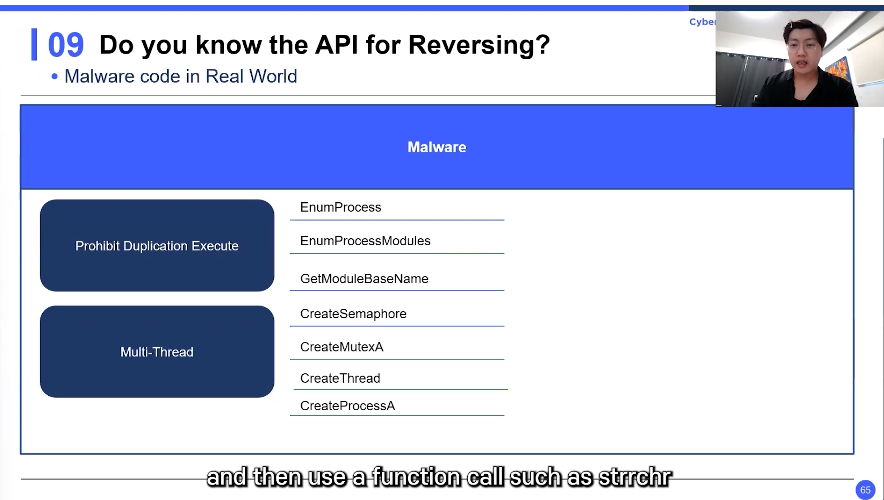 Cyber
09 Do you know the API for Reversing?
• Malware code in Real World
Malware
Prohibit Duplication Execute
EnumProcess
EnumProcessModules
GetModuleBaseName
Multi-Thread
CreateSemaphore
CreateMutexA
CreateThread
CreateProcessA
and then use a function call such as strrchr
65